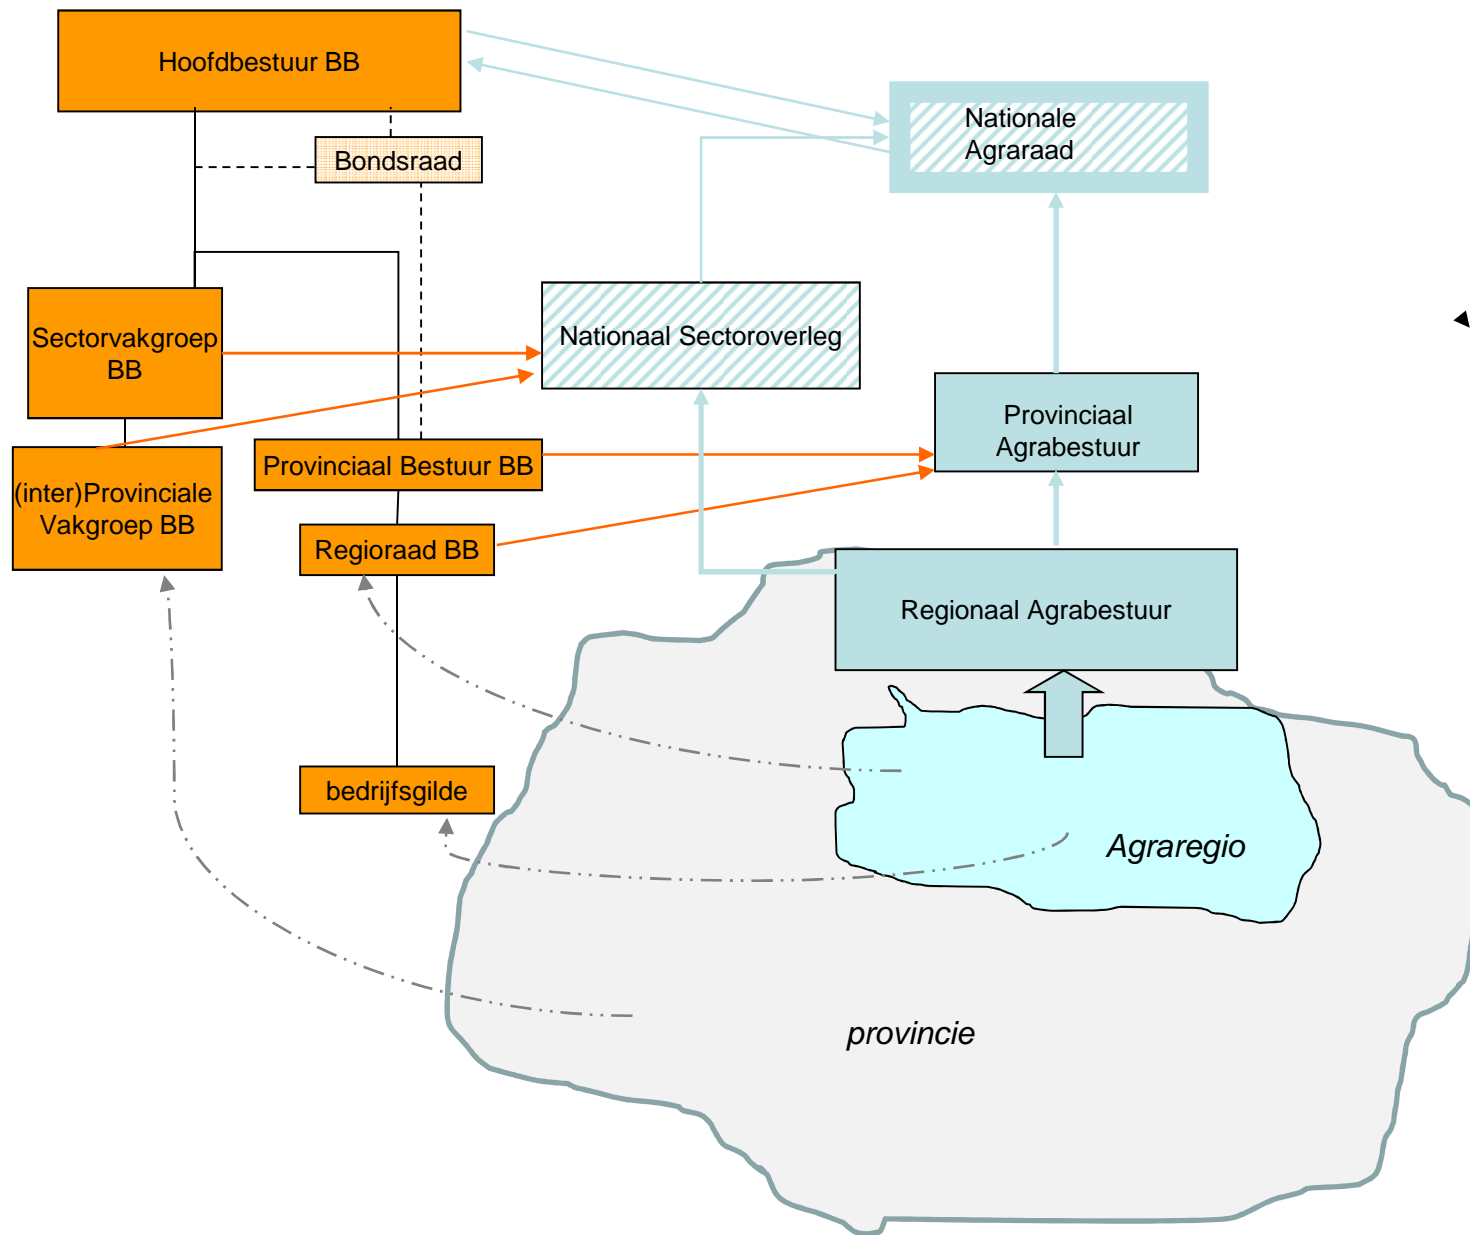 Hoofdbestuur BB
Nationale
Agraraad
Bondsraad
Sectorvakgroep
BB
Nationaal Sectoroverleg
Provinciaal
Agrabestuur
Provinciaal Bestuur BB
(inter)Provinciale
Vakgroep BB
Regioraad BB
Regionaal Agrabestuur
bedrijfsgilde
Agraregio
provincie